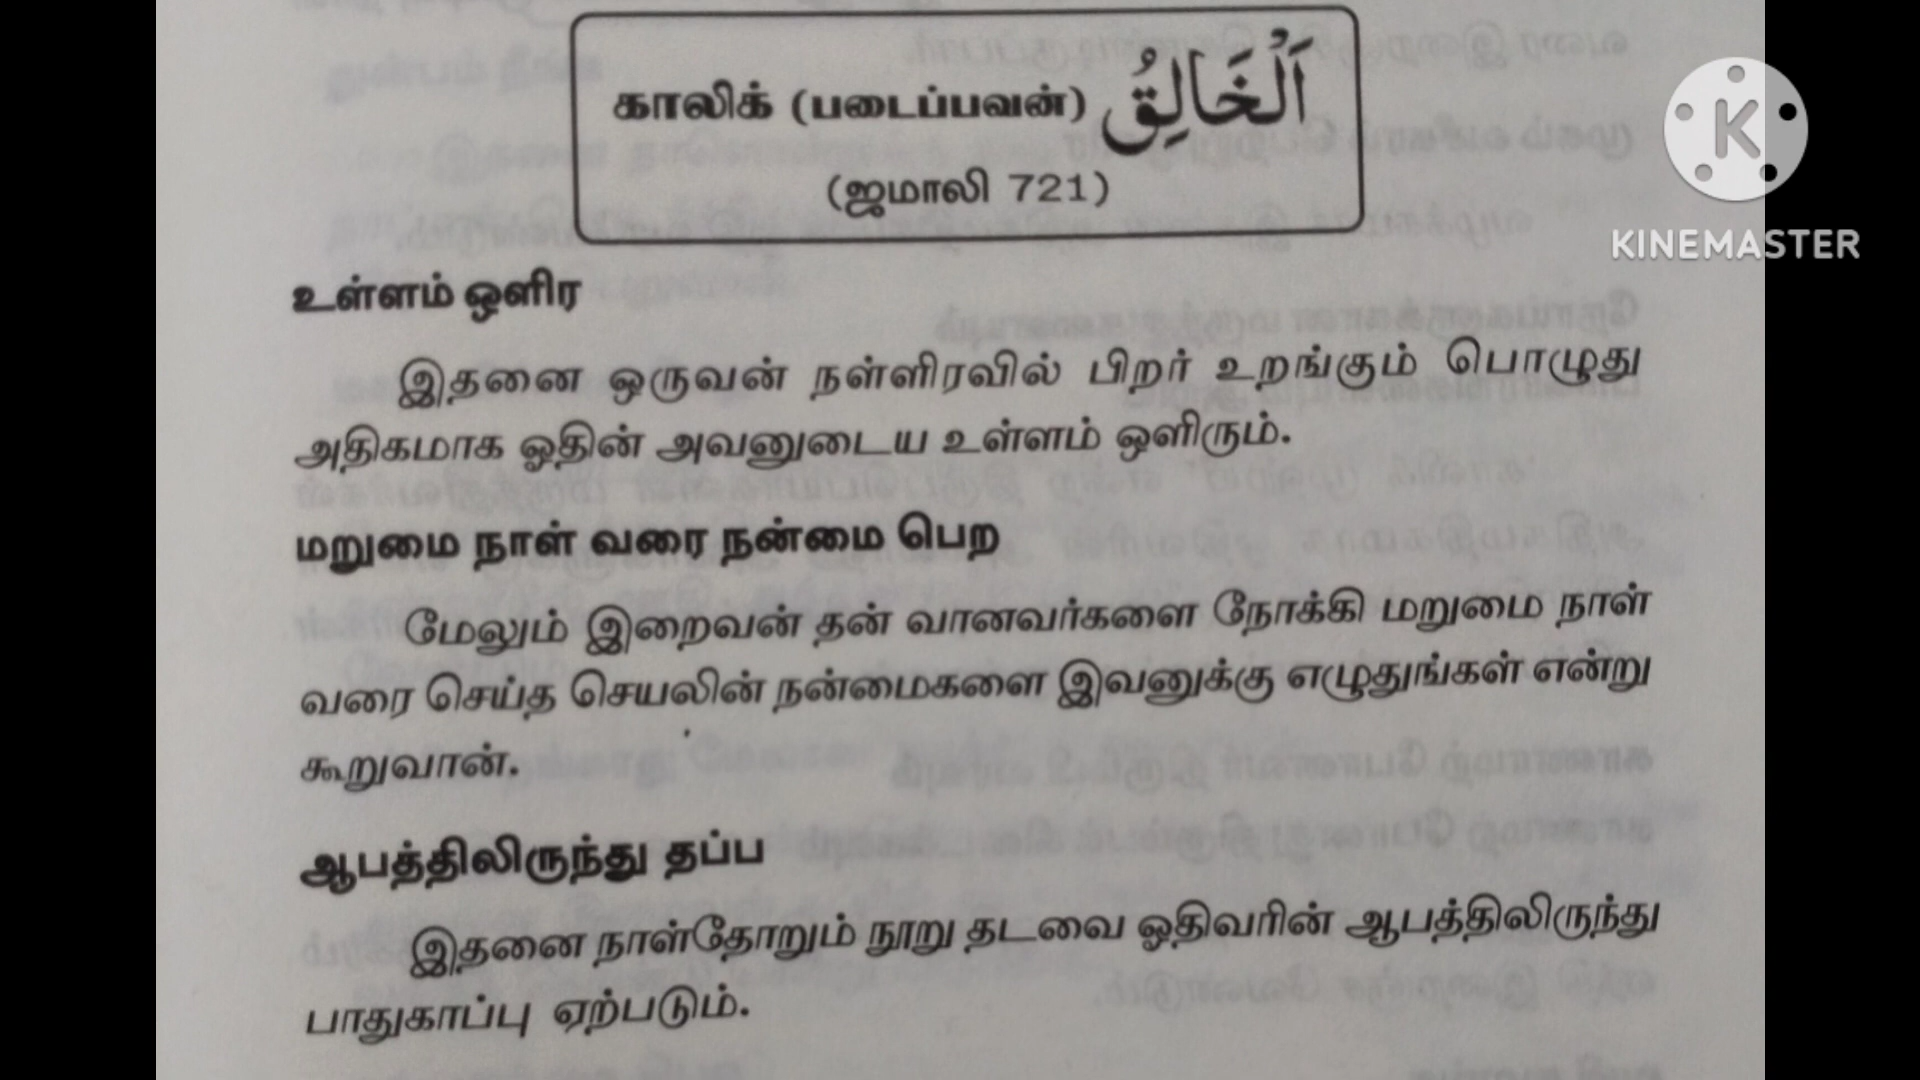 காலிக் (படைப்பவன்) اَلْخَالِقُ
(ஜமாலி 721)
KINEMASTER
உள்ளம் ஒளிர
இதனை ஒருவன் நள்ளிரவில் பிறர் உறங்கும் பொழுது
அதிகமாக ஓதின் அவனுடைய உள்ளம் ஒளிரும்.
மறுமை நாள் வரை நன்மை பெற
மேலும் இறைவன் தன் வானவர்களை நோக்கி மறுமை நாள்
வரை செய்த செயலின் நன்மைகளை இவனுக்கு எழுதுங்கள் என்று
கூறுவான்.
ஆபத்திலிருந்து தப்ப
இதனை நாள்தோறும் நூறு தடவை ஓதிவரின் ஆபத்திலிருந்து
பாதுகாப்பு ஏற்படும்.